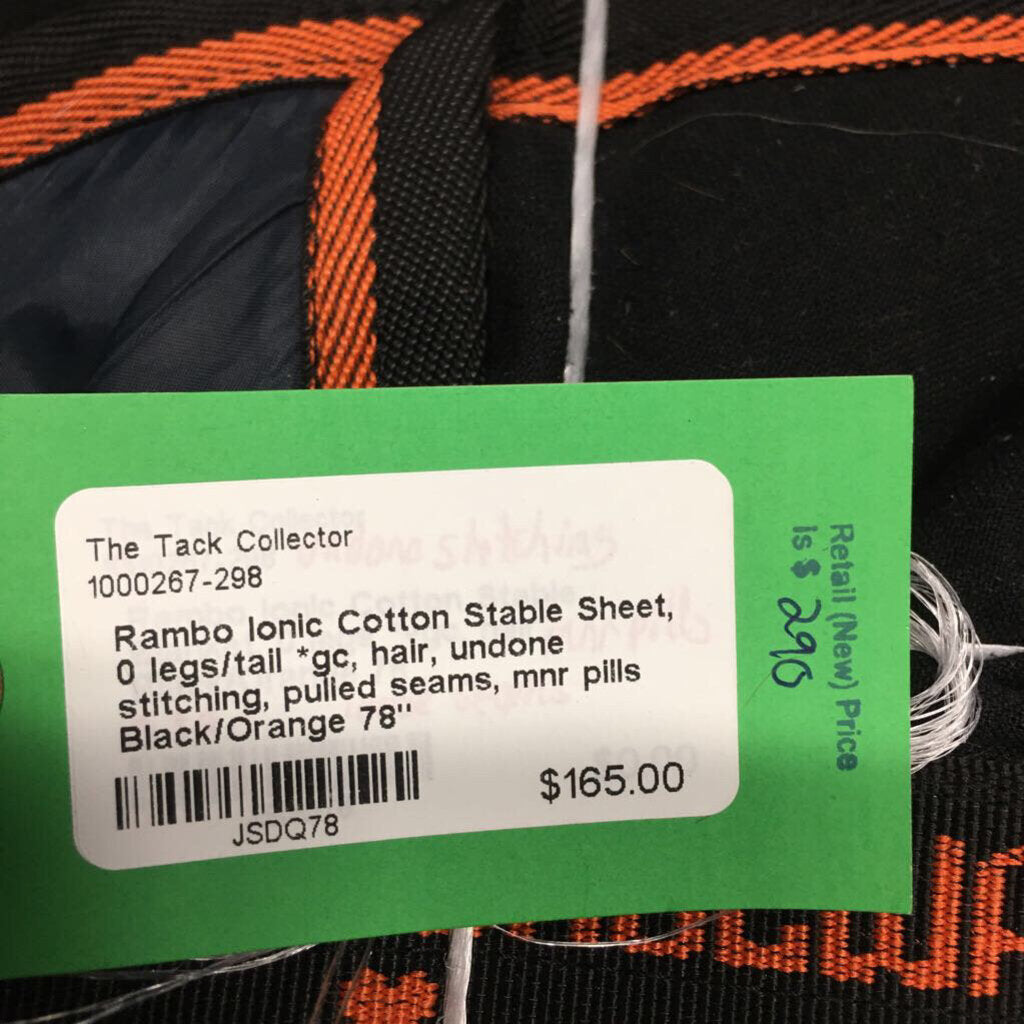 The Tack Collector
1000267-298
Rambo Ionic Cotton Stable Sheet,
0 legs/tail *gc, hair, undone
stitching, pulled seams, mnr pills
Black/Orange 78"
$165.00
JSDQ78
Retail (New) Price
is $ 290